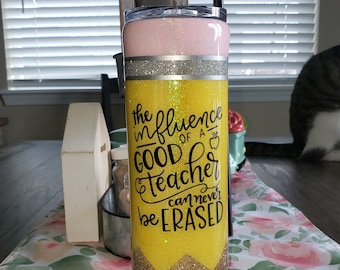 the
influence
OF A
GOOD
teacher
can never
be ERASED